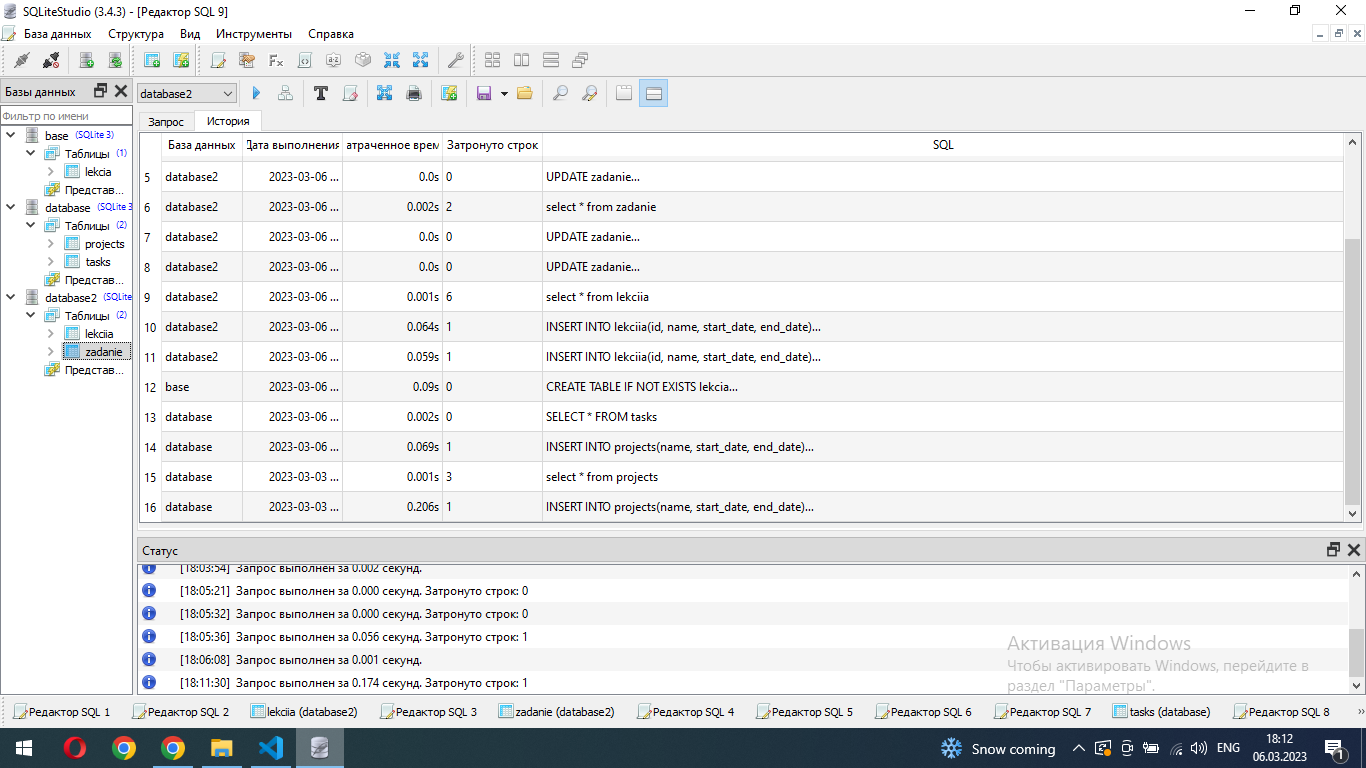 SQLiteStudio (3.4.3) - [Редактор SQL 9]
База данных Структура Вид Инструменты Справка
Базы данных
database2
Фильтр по имени
Запрос История
base (SQLite 3)
Таблицы (1)
lekcia
Представ...
database (SQLite 3
Таблицы (2)
projects
tasks
Представ...
database2 (SQLite
Таблицы (2)
lekciia
zadanie
Представ...
База данных Дата выполнения атраченное врем Затронуто строк SQL
5 database2 2023-03-06 ... 0.0s 0 UPDATE zadanie...
6 database2 2023-03-06 ... 0.002s 2 select * from zadanie
7 database2 2023-03-06 ... 0.0s 0 UPDATE zadanie...
8 database2 2023-03-06 ... 0.0s 0 UPDATE zadanie...
9 database2 2023-03-06 ... 0.001s 6 select * from lekciia
10 database2 2023-03-06 ... 0.064s 1 INSERT INTO lekciia(id, name, start_date, end_date)...
11 database2 2023-03-06 ... 0.059s 1 INSERT INTO lekciia(id, name, start_date, end_date)...
12 base 2023-03-06 ... 0.09s 0 CREATE TABLE IF NOT EXISTS lekcia...
13 database 2023-03-06 ... 0.002s 0 SELECT * FROM tasks
14 database 2023-03-06 ... 0.069s 1 INSERT INTO projects(name, start_date, end_date)...
15 database 2023-03-03 ... 0.001s 3 select * from projects
16 database 2023-03-03 ... 0.206s 1 INSERT INTO projects(name, start_date, end_date)...
Статус
[18:03:54] Запрос выполнен за 0.002 секунд.
[18:05:21] Запрос выполнен за 0.000 секунд. Затронуто строк: 0
[18:05:32] Запрос выполнен за 0.000 секунд. Затронуто строк: 0
[18:05:36] Запрос выполнен за 0.056 секунд. Затронуто строк: 1
[18:06:08] Запрос выполнен за 0.001 секунд.
[18:11:30] Запрос выполнен за 0.174 секунд. Затронуто строк: 1
Активация Windows
Чтобы активировать Windows, перейдите в
раздел "Параметры".
Редактор SQL 1 Редактор SQL 2 lekciia (database2) Редактор SQL 3 zadanie (database2) Редактор SQL 4 Редактор SQL 5 Редактор SQL 6 Редактор SQL 7 tasks (database) Редактор SQL 8
Snow coming ENG 18:12
06.03.2023
1